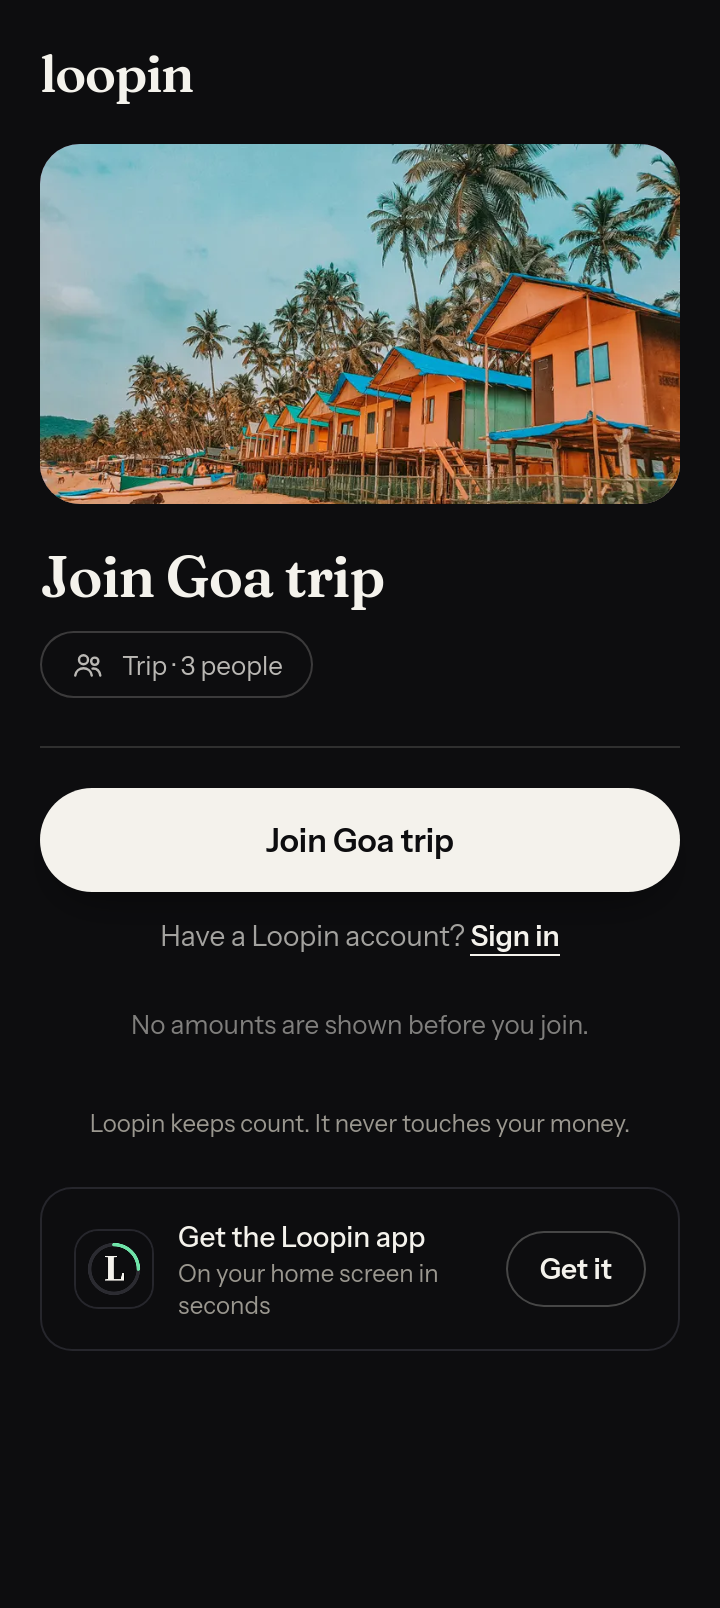 loopin
Join Goa trip
Trip · 3 people
Join Goa trip
Have a Loopin account? Sign in
No amounts are shown before you join.
Loopin keeps count. It never touches your money.
L
Get the Loopin app
On your home screen in
seconds
Get it